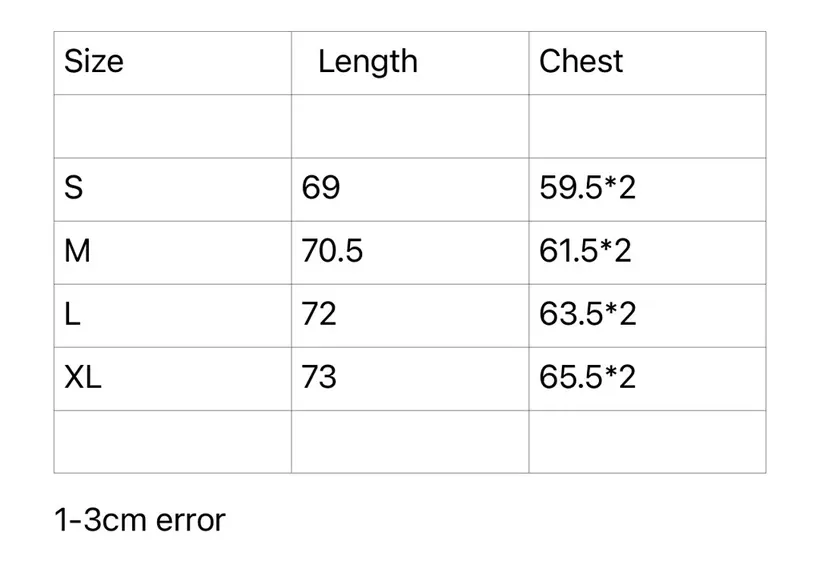 Size Length Chest
S 69 59.5*2
M 70.5 61.5*2
L 72 63.5*2
XL 73 65.5*2
1-3cm error